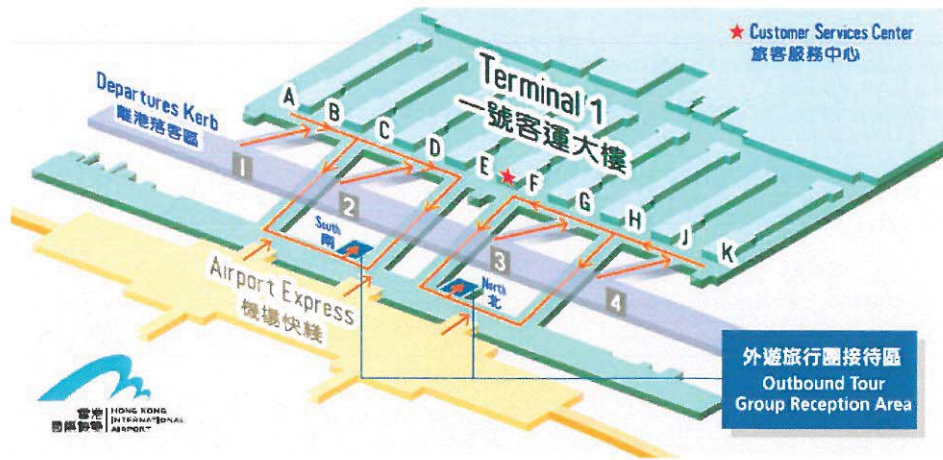 ★ Customer Services Center
旅客服務中心
Terminal 1
一號客運大樓
Departures Kerb
離港落客區
A
B
C
D
E
F
G
H
J
K
1
2
3
4
South
南
North
北
Airport Express
機場快綫
外遊旅行團接待區
Outbound Tour
Group Reception Area
香港
國際機場
HONG KONG
INTERNATIONAL
AIRPORT